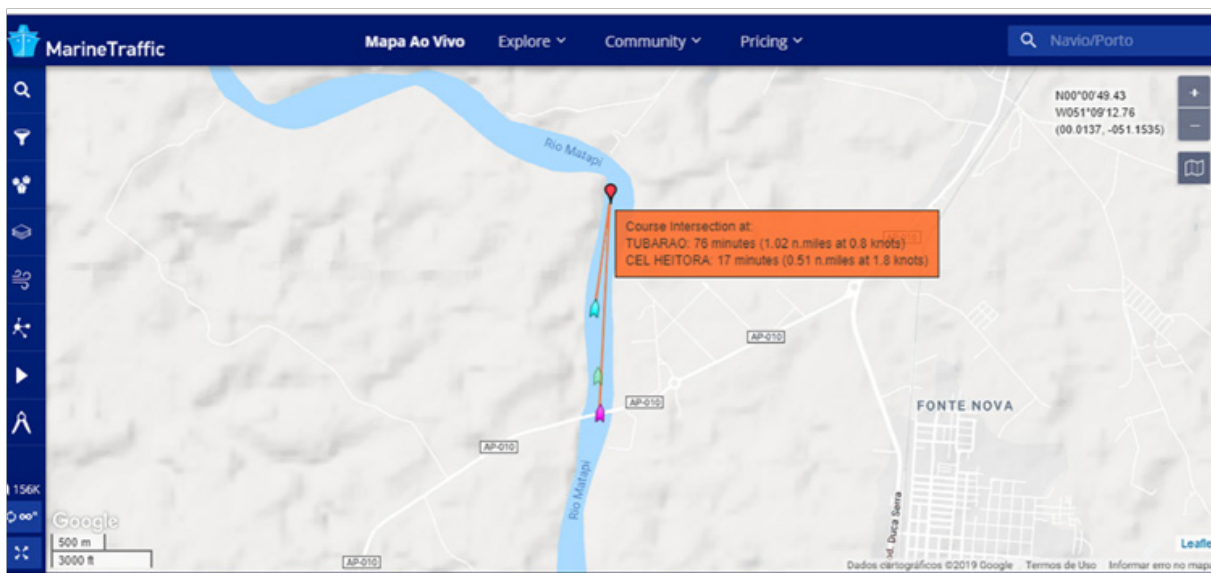 MarineTraffic
Mapa Ao Vivo Explore Community Pricing
Navio/Porto
N00°00'49.43
W051°09'12.76
(00.0137, -051.1535)
+
−
Rio Matapi
Course Intersection at:
TUBARAO: 76 minutes (1.02 n.miles at 0.8 knots)
CEL HEITORA: 17 minutes (0.51 n.miles at 1.8 knots)
AP-010
AP-010
AP-010
AP-010
FONTE NOVA
Rio Matapi
od. Duca Serra
156K
Google
500 m
3000 ft
AP-010
Leafle
Dados cartográficos ©2019 Google Termos de Uso Informar erro no mapa